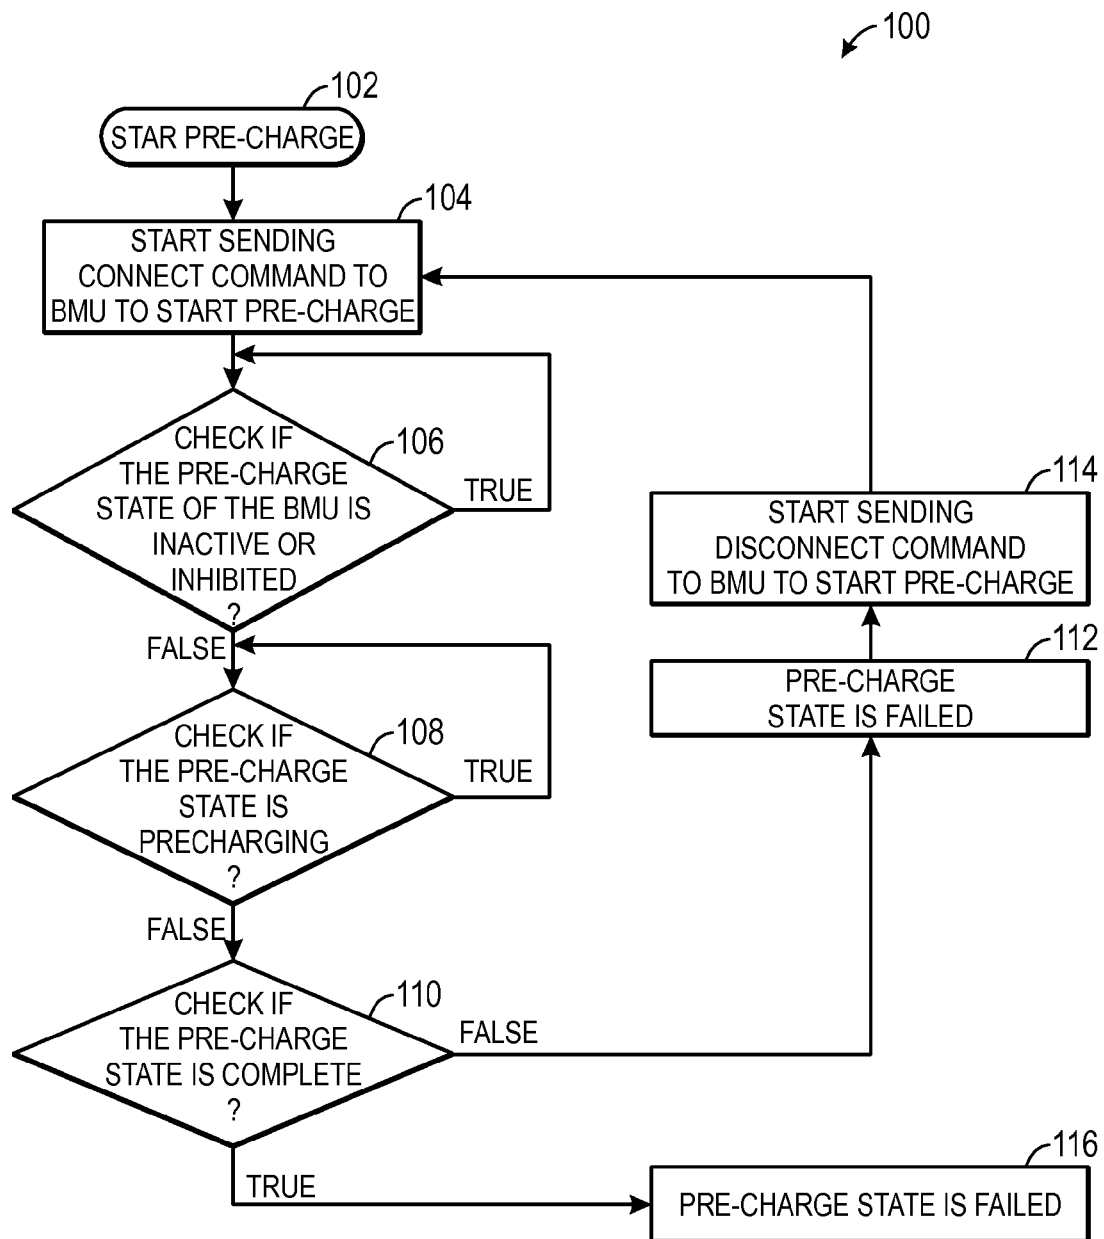 100
102
STAR PRE-CHARGE
104
START SENDING
CONNECT COMMAND TO
BMU TO START PRE-CHARGE
106
CHECK IF
THE PRE-CHARGE
STATE OF THE BMU IS
INACTIVE OR
INHIBITED
?
TRUE
FALSE
108
CHECK IF
THE PRE-CHARGE
STATE IS
PRECHARGING
?
TRUE
FALSE
110
CHECK IF
THE PRE-CHARGE
STATE IS COMPLETE
?
FALSE
TRUE
114
START SENDING
DISCONNECT COMMAND
TO BMU TO START PRE-CHARGE
112
PRE-CHARGE
STATE IS FAILED
116
PRE-CHARGE STATE IS FAILED